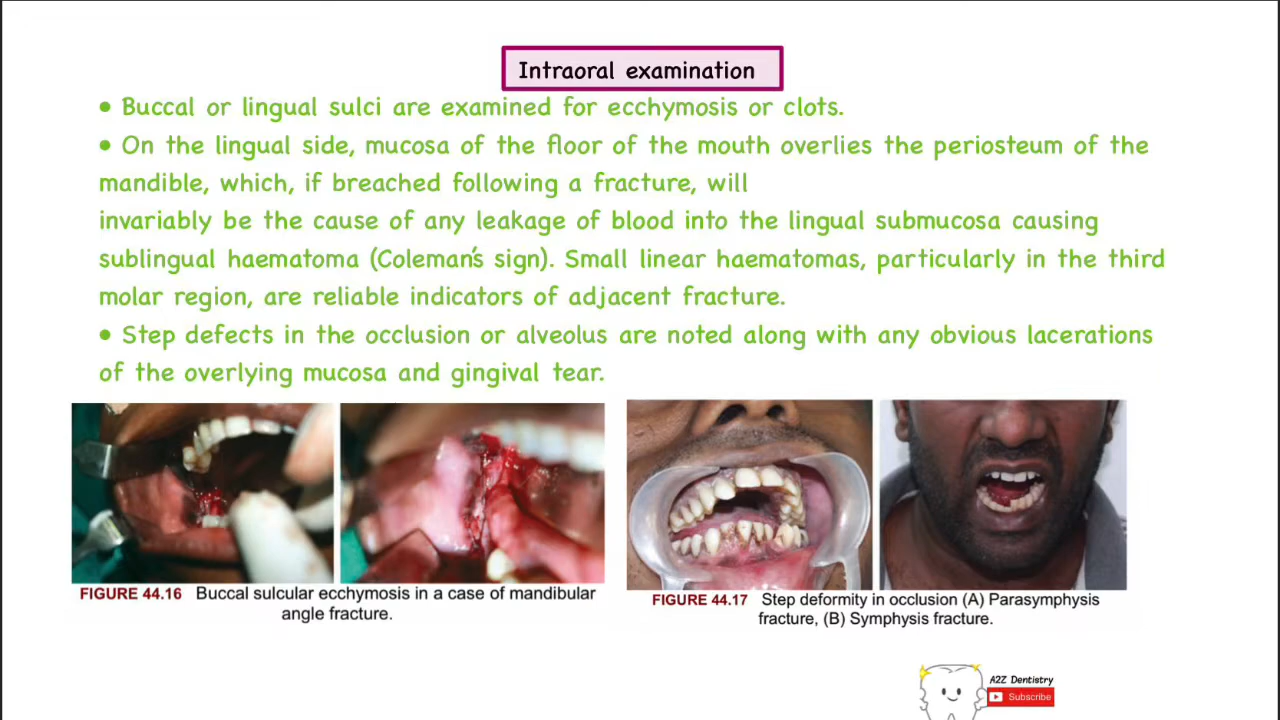 Intraoral examination
• Buccal or lingual sulci are examined for ecchymosis or clots.
• On the lingual side, mucosa of the floor of the mouth overlies the periosteum of the
mandible, which, if breached following a fracture, will
invariably be the cause of any leakage of blood into the lingual submucosa causing
sublingual haematoma (Coleman's sign). Small linear haematomas, particularly in the third
molar region, are reliable indicators of adjacent fracture.
• Step defects in the occlusion or alveolus are noted along with any obvious lacerations
of the overlying mucosa and gingival tear.
FIGURE 44.16 Buccal sulcular ecchymosis in a case of mandibular
angle fracture.
FIGURE 44.17 Step deformity in occlusion (A) Parasymphysis
fracture, (B) Symphysis fracture.
A2Z Dentistry
Subscribe